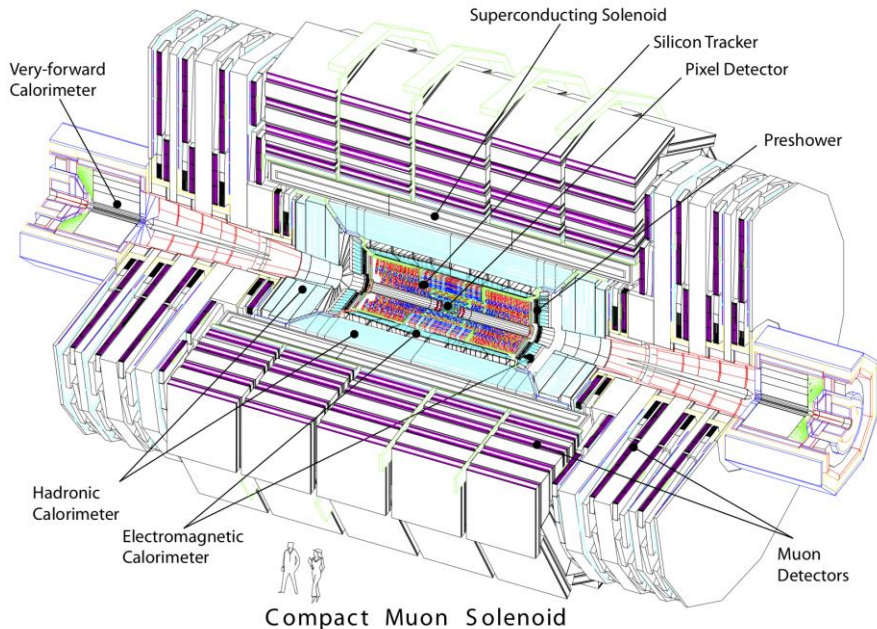 Superconducting Solenoid
Silicon Tracker
Pixel Detector
Very-forward
Calorimeter
Preshower
Hadronic
Calorimeter
Electromagnetic
Calorimeter
Muon
Detectors
Compact Muon Solenoid